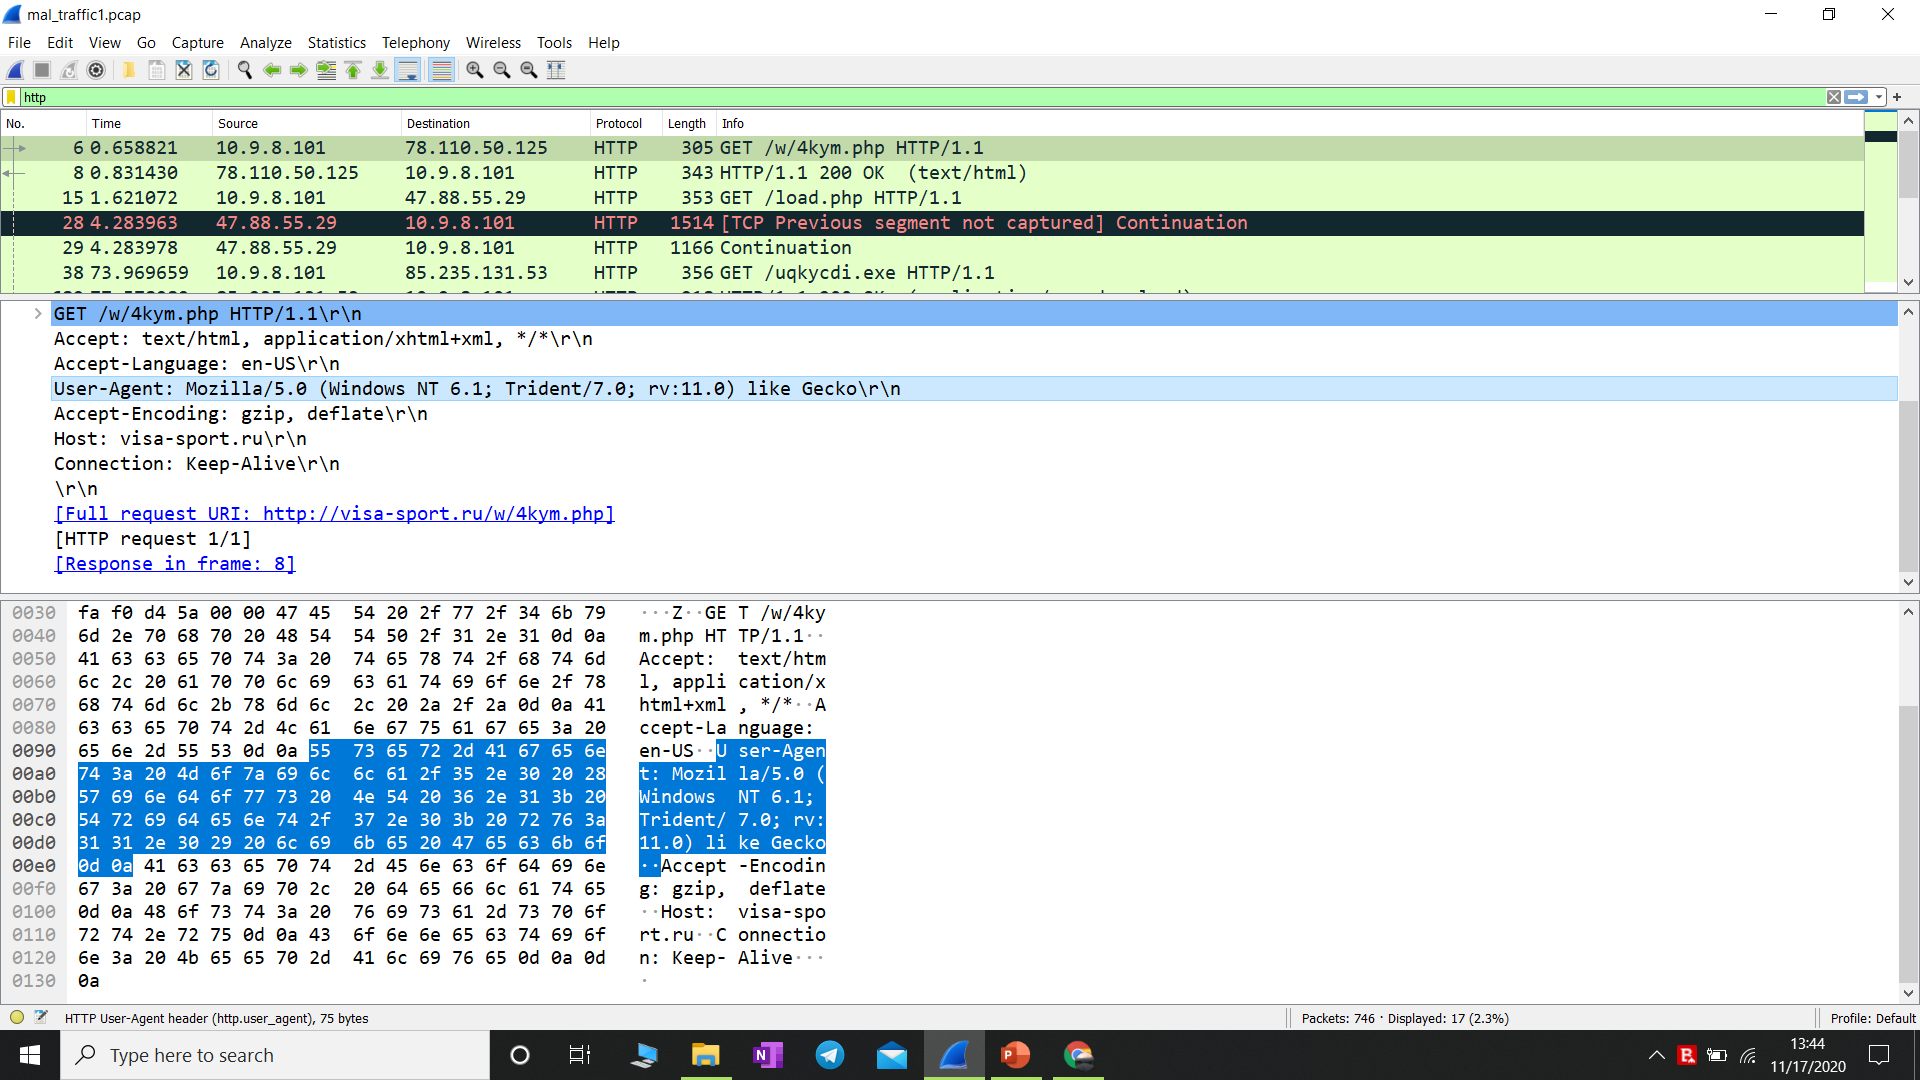 mal_traffic1.pcap
File Edit View Go Capture Analyze Statistics Telephony Wireless Tools Help
http
No. Time Source Destination Protocol Length Info
6 0.658821 10.9.8.101 78.110.50.125 HTTP 305 GET /w/4kym.php HTTP/1.1
8 0.831430 78.110.50.125 10.9.8.101 HTTP 343 HTTP/1.1 200 OK (text/html)
15 1.621072 10.9.8.101 47.88.55.29 HTTP 353 GET /load.php HTTP/1.1
28 4.283963 47.88.55.29 10.9.8.101 HTTP 1514 [TCP Previous segment not captured] Continuation
29 4.283978 47.88.55.29 10.9.8.101 HTTP 1166 Continuation
38 73.969659 10.9.8.101 85.235.131.53 HTTP 356 GET /uqkycdi.exe HTTP/1.1
GET /w/4kym.php HTTP/1.1\r\n
Accept: text/html, application/xhtml+xml, */*\r\n
Accept-Language: en-US\r\n
User-Agent: Mozilla/5.0 (Windows NT 6.1; Trident/7.0; rv:11.0) like Gecko\r\n
Accept-Encoding: gzip, deflate\r\n
Host: visa-sport.ru\r\n
Connection: Keep-Alive\r\n
\r\n
[Full request URI: http://visa-sport.ru/w/4kym.php]
[HTTP request 1/1]
[Response in frame: 8]
0030 fa f0 d4 5a 00 00 47 45 54 20 2f 77 2f 34 6b 79 ···Z··GE T /w/4ky
0040 6d 2e 70 68 70 20 48 54 54 50 2f 31 2e 31 0d 0a m.php HT TP/1.1··
0050 41 63 63 65 70 74 3a 20 74 65 78 74 2f 68 74 6d Accept: text/htm
0060 6c 2c 20 61 70 70 6c 69 63 61 74 69 6f 6e 2f 78 l, appli cation/x
0070 68 74 6d 6c 2b 78 6d 6c 2c 20 2a 2f 2a 0d 0a 41 html+xml , */*··A
0080 63 63 65 70 74 2d 4c 61 6e 67 75 61 67 65 3a 20 ccept-La nguage:
0090 65 6e 2d 55 53 0d 0a 55 73 65 72 2d 41 67 65 6e en-US··U ser-Agen
00a0 74 3a 20 4d 6f 7a 69 6c 6c 61 2f 35 2e 30 20 28 t: Mozil la/5.0 (
00b0 57 69 6e 64 6f 77 73 20 4e 54 20 36 2e 31 3b 20 Windows NT 6.1;
00c0 54 72 69 64 65 6e 74 2f 37 2e 30 3b 20 72 76 3a Trident/ 7.0; rv:
00d0 31 31 2e 30 29 20 6c 69 6b 65 20 47 65 63 6b 6f 11.0) li ke Gecko
00e0 0d 0a 41 63 63 65 70 74 2d 45 6e 63 6f 64 69 6e ··Accept -Encodin
00f0 67 3a 20 67 7a 69 70 2c 20 64 65 66 6c 61 74 65 g: gzip, deflate
0100 0d 0a 48 6f 73 74 3a 20 76 69 73 61 2d 73 70 6f ··Host: visa-spo
0110 72 74 2e 72 75 0d 0a 43 6f 6e 6e 65 63 74 69 6f rt.ru··C onnectio
0120 6e 3a 20 4b 65 65 70 2d 41 6c 69 76 65 0d 0a 0d n: Keep- Alive···
0130 0a ·
HTTP User-Agent header (http.user_agent), 75 bytes Packets: 746 · Displayed: 17 (2.3%) Profile: Default
Type here to search
13:44
11/17/2020